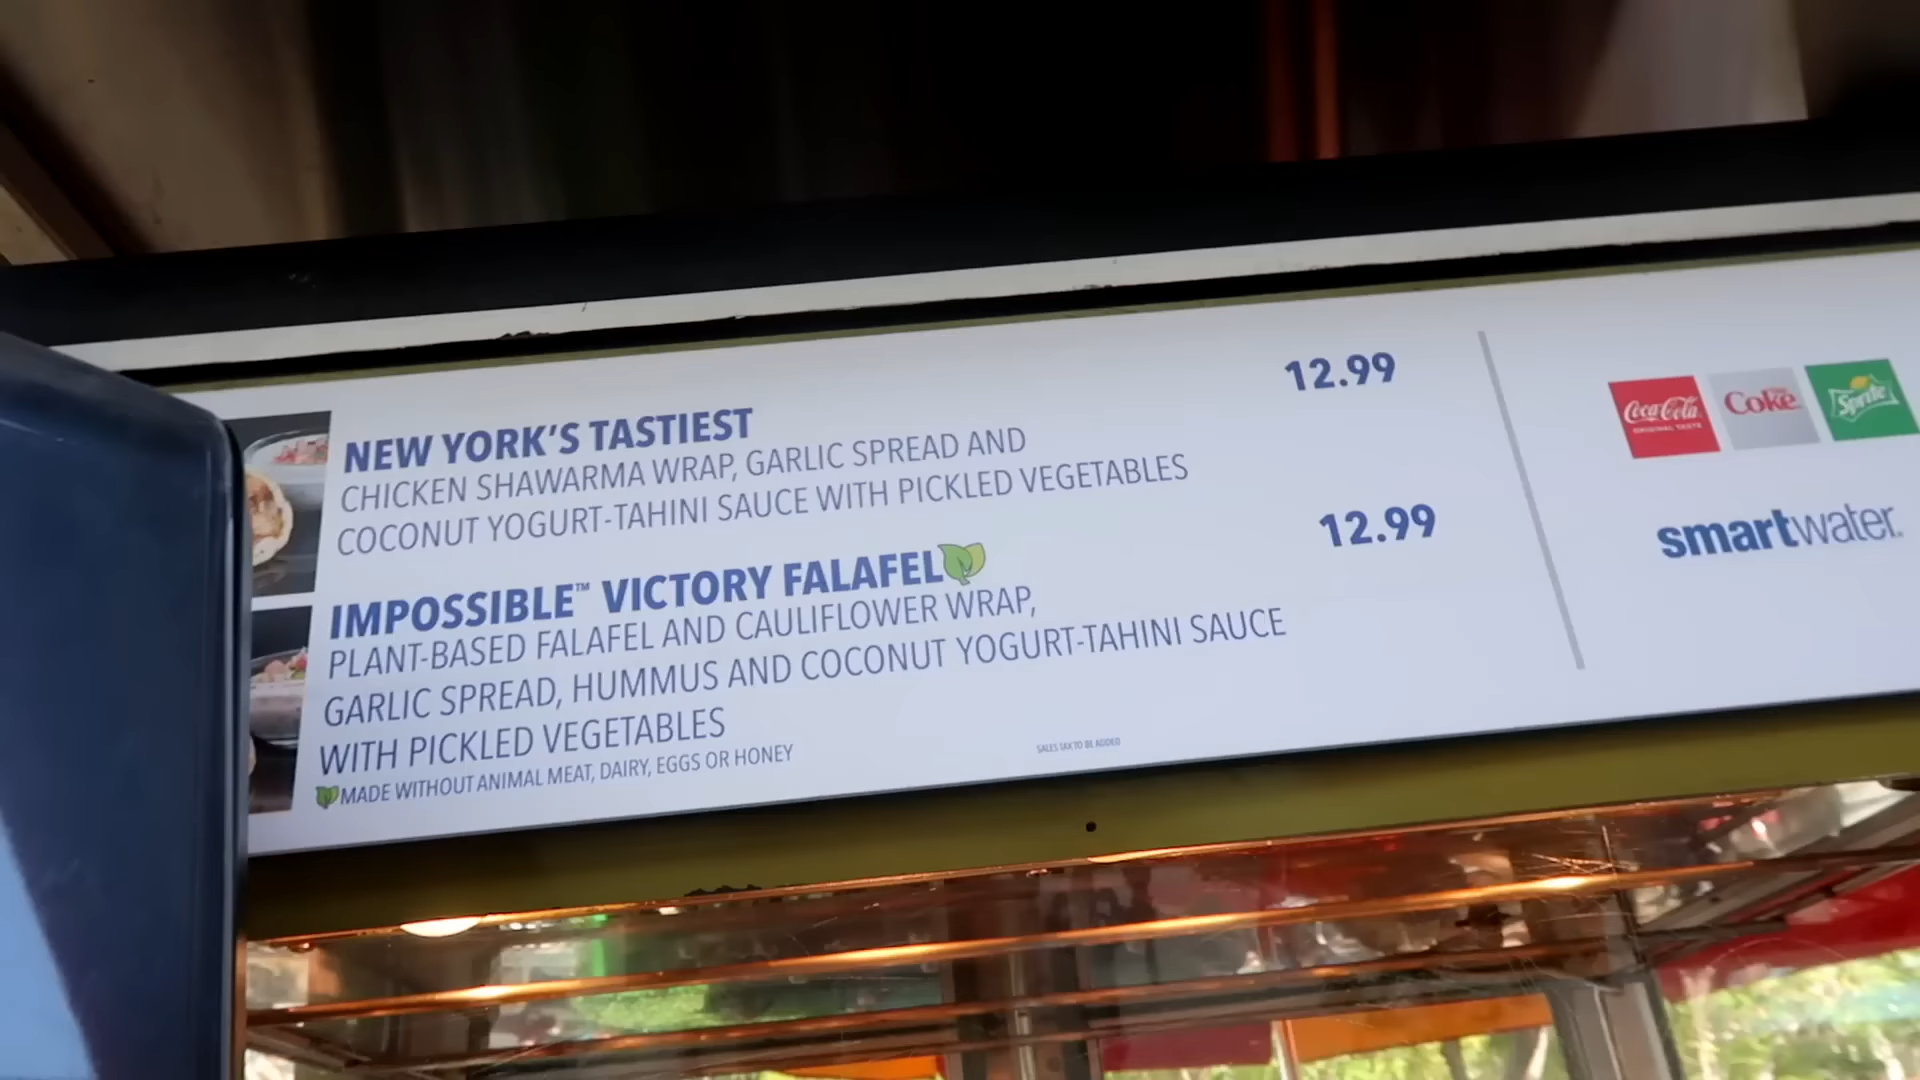 NEW YORK'S TASTIEST 12.99
CHICKEN SHAWARMA WRAP, GARLIC SPREAD AND
COCONUT YOGURT-TAHINI SAUCE WITH PICKLED VEGETABLES
IMPOSSIBLE™ VICTORY FALAFEL 12.99
PLANT-BASED FALAFEL AND CAULIFLOWER WRAP,
GARLIC SPREAD, HUMMUS AND COCONUT YOGURT-TAHINI SAUCE
WITH PICKLED VEGETABLES
MADE WITHOUT ANIMAL MEAT, DAIRY, EGGS OR HONEY
SALES TAX TO BE ADDED
Coca-Cola
ORIGINAL TASTE
Coke
Sprite
smartwater.